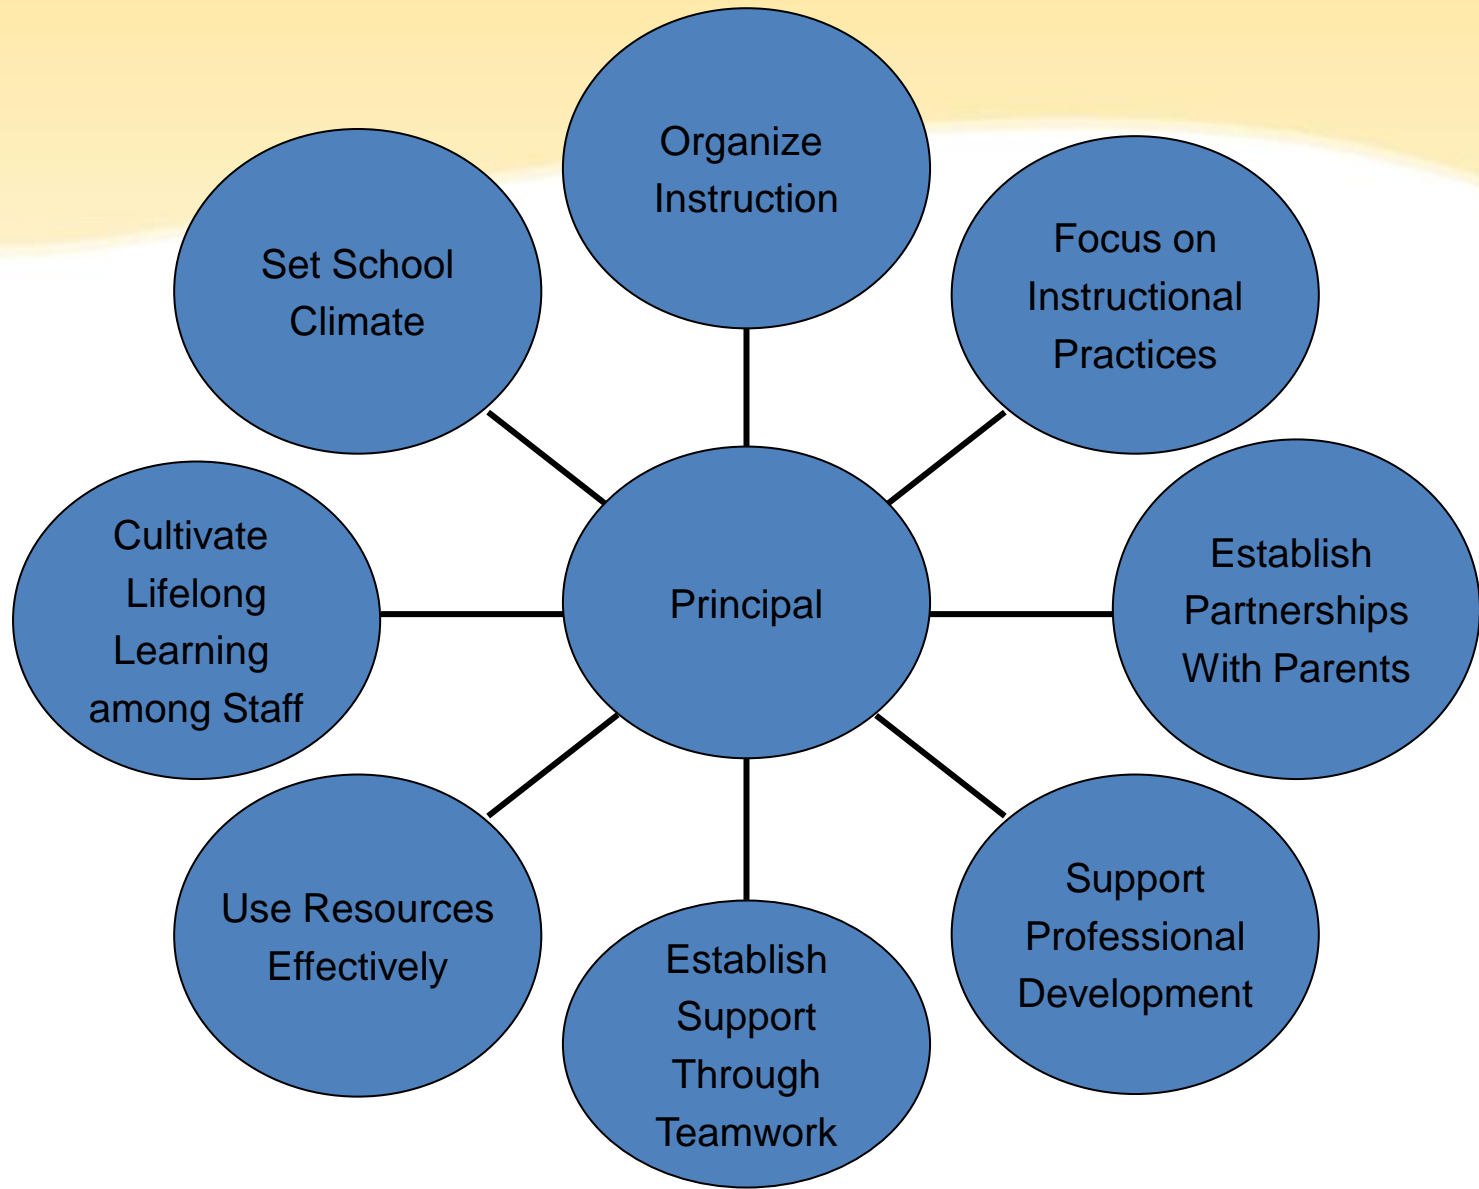 Organize
Instruction
Focus on
Instructional
Practices
Establish
Partnerships
With Parents
Support
Professional
Development
Establish
Support
Through
Teamwork
Use Resources
Effectively
Cultivate
Lifelong
Learning
among Staff
Set School
Climate
Principal